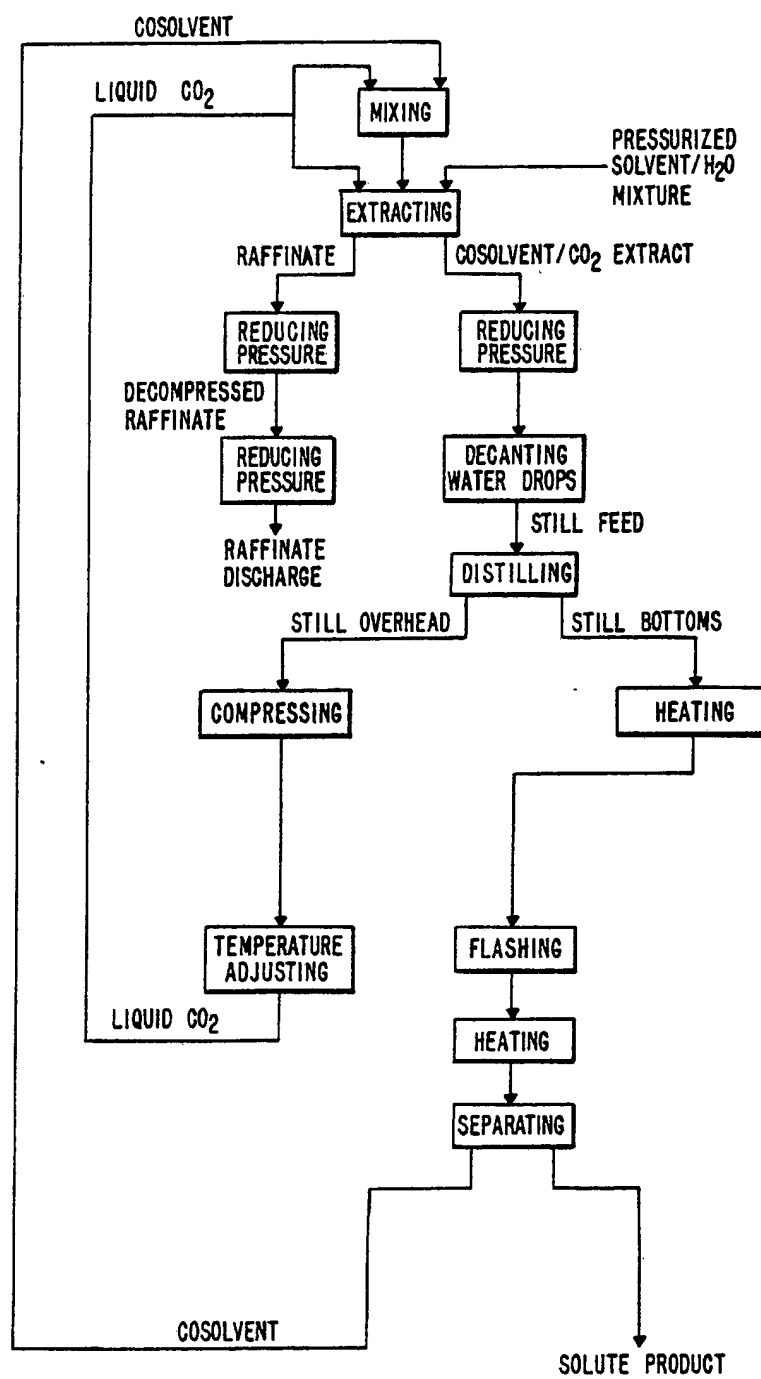 COSOLVENT
LIQUID CO₂
MIXING
PRESSURIZED
SOLVENT/H₂O
MIXTURE
EXTRACTING
RAFFINATE
COSOLVENT/CO₂ EXTRACT
REDUCING
PRESSURE
REDUCING
PRESSURE
DECOMPRESSED
RAFFINATE
REDUCING
PRESSURE
DECANTING
WATER DROPS
RAFFINATE
DISCHARGE
STILL FEED
DISTILLING
STILL OVERHEAD
STILL BOTTOMS
COMPRESSING
HEATING
TEMPERATURE
ADJUSTING
FLASHING
LIQUID CO₂
HEATING
SEPARATING
COSOLVENT
SOLUTE PRODUCT